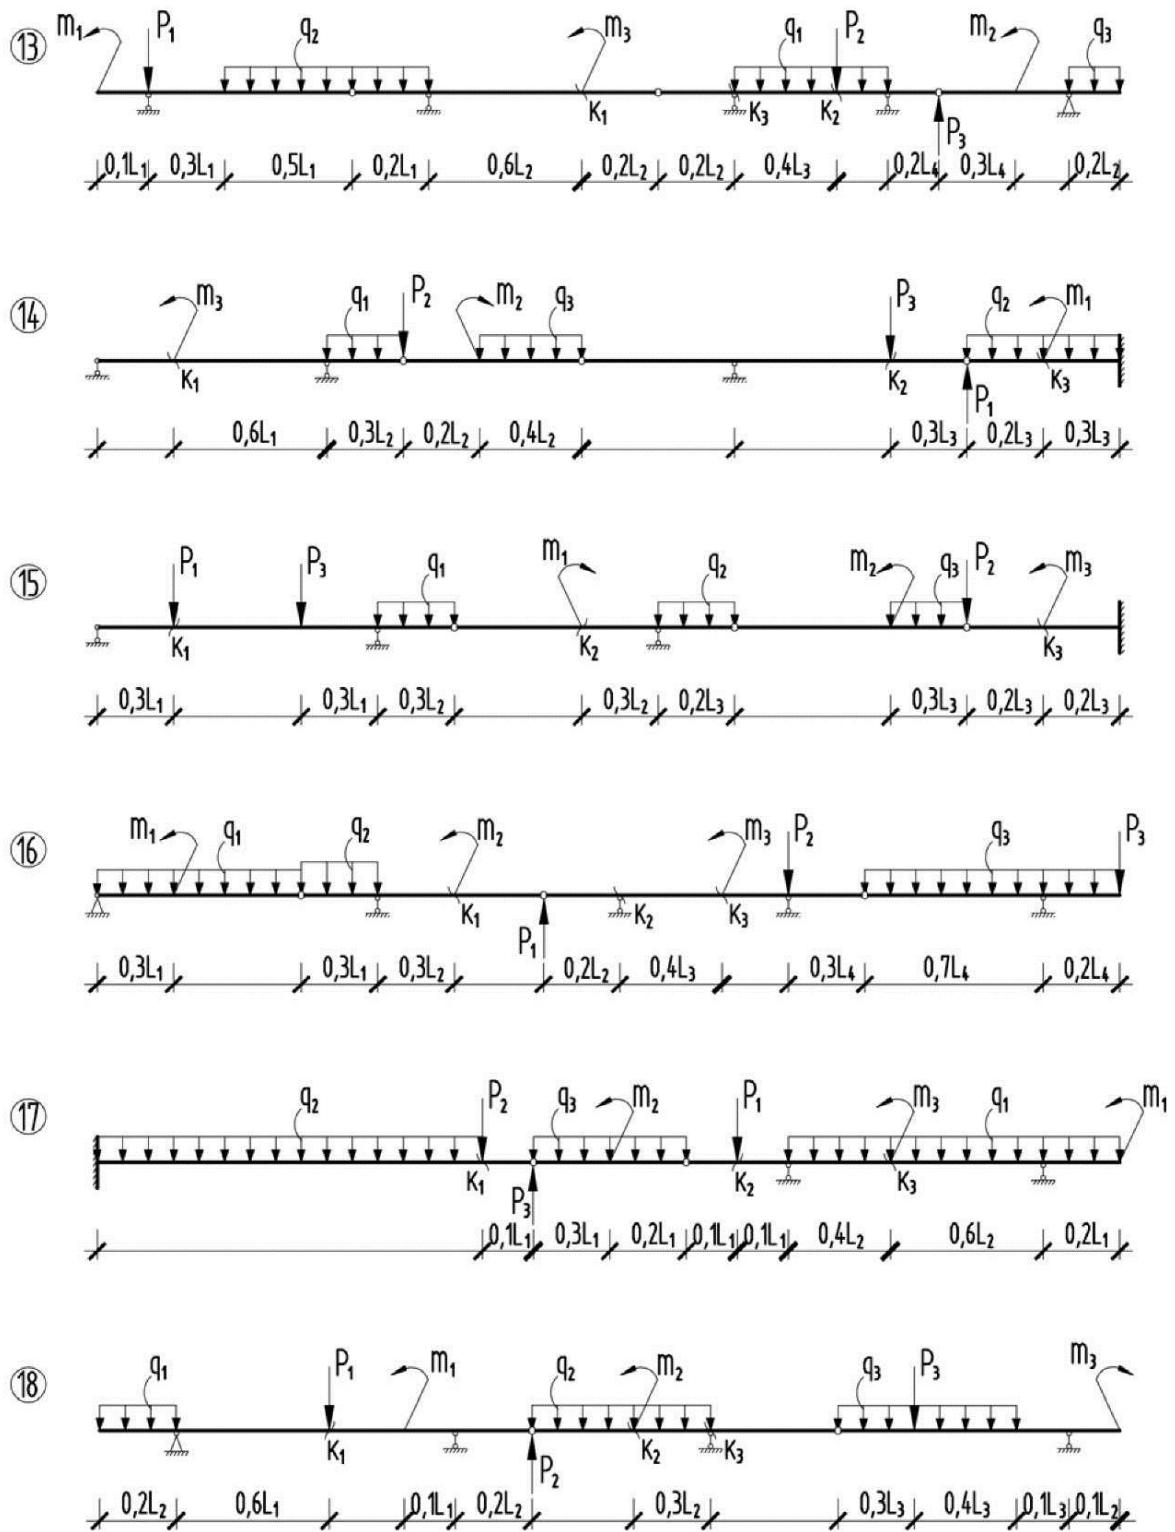 13 m₁ P₁ q₂ m₃ q₁ P₂ m₂ q₃
K₁ K₃ K₂ P₃
0,1L₁ 0,3L₁ 0,5L₁ 0,2L₁ 0,6L₂ 0,2L₂ 0,2L₂ 0,4L₃ 0,2L₄ 0,3L₄ 0,2L₂
14 m₃ q₁ P₂ m₂ q₃ P₃ q₂ m₁
K₁ K₂ P₁ K₃
0,6L₁ 0,3L₂ 0,2L₂ 0,4L₂ 0,3L₃ 0,2L₃ 0,3L₃
15 P₁ P₃ q₁ m₁ q₂ m₂ q₃ P₂ m₃
K₁ K₂ K₃
0,3L₁ 0,3L₁ 0,3L₂ 0,3L₂ 0,2L₃ 0,3L₃ 0,2L₃ 0,2L₃
16 m₁ q₁ q₂ m₂ m₃ P₂ q₃ P₃
K₁ P₁ K₂ K₃
0,3L₁ 0,3L₁ 0,3L₂ 0,2L₂ 0,4L₃ 0,3L₄ 0,7L₄ 0,2L₄
17 q₂ P₂ q₃ m₂ P₁ m₃ q₁ m₁
K₁ P₃ K₂ K₃
0,1L₁ 0,3L₁ 0,2L₁ 0,1L₁ 0,1L₁ 0,4L₂ 0,6L₂ 0,2L₁
18 q₁ P₁ m₁ q₂ m₂ q₃ P₃ m₃
K₁ P₂ K₂ K₃
0,2L₂ 0,6L₁ 0,1L₁ 0,2L₂ 0,3L₂ 0,3L₃ 0,4L₃ 0,1L₃ 0,1L₂